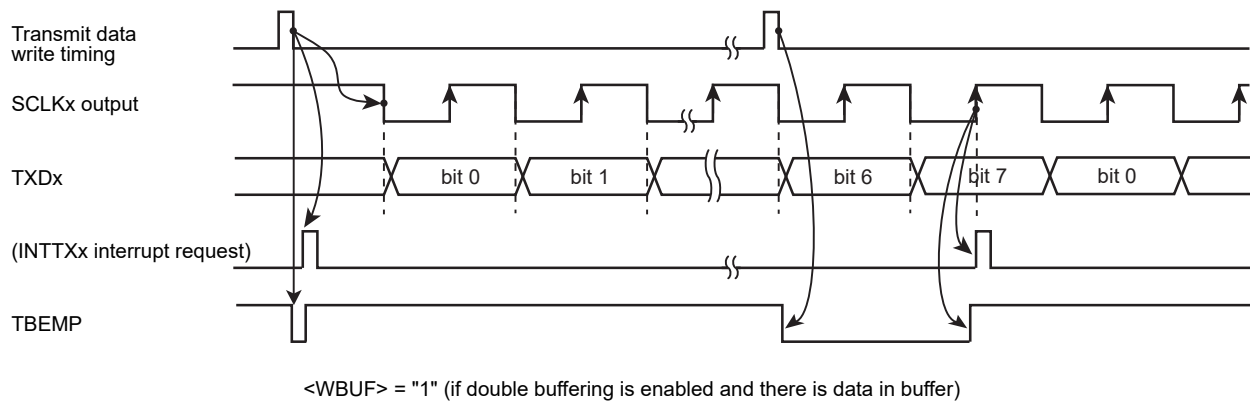 Transmit data
write timing
SCLKx output
TXDx
bit 0
bit 1
bit 6
bit 7
bit 0
(INTTXx interrupt request)
TBEMP
<WBUF> = "1" (if double buffering is enabled and there is data in buffer)